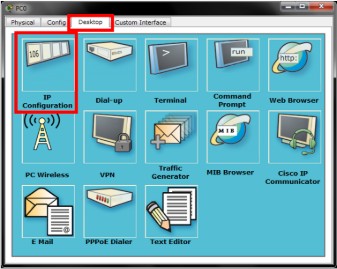 PC0
Physical Config Desktop Custom Interface
106
IP Configuration
Dial-up
Terminal
run
Command Prompt
http:
Web Browser
PC Wireless
VPN
Traffic Generator
MIB
MIB Browser
Cisco IP Communicator
E Mail
PPPoE Dialer
Text Editor